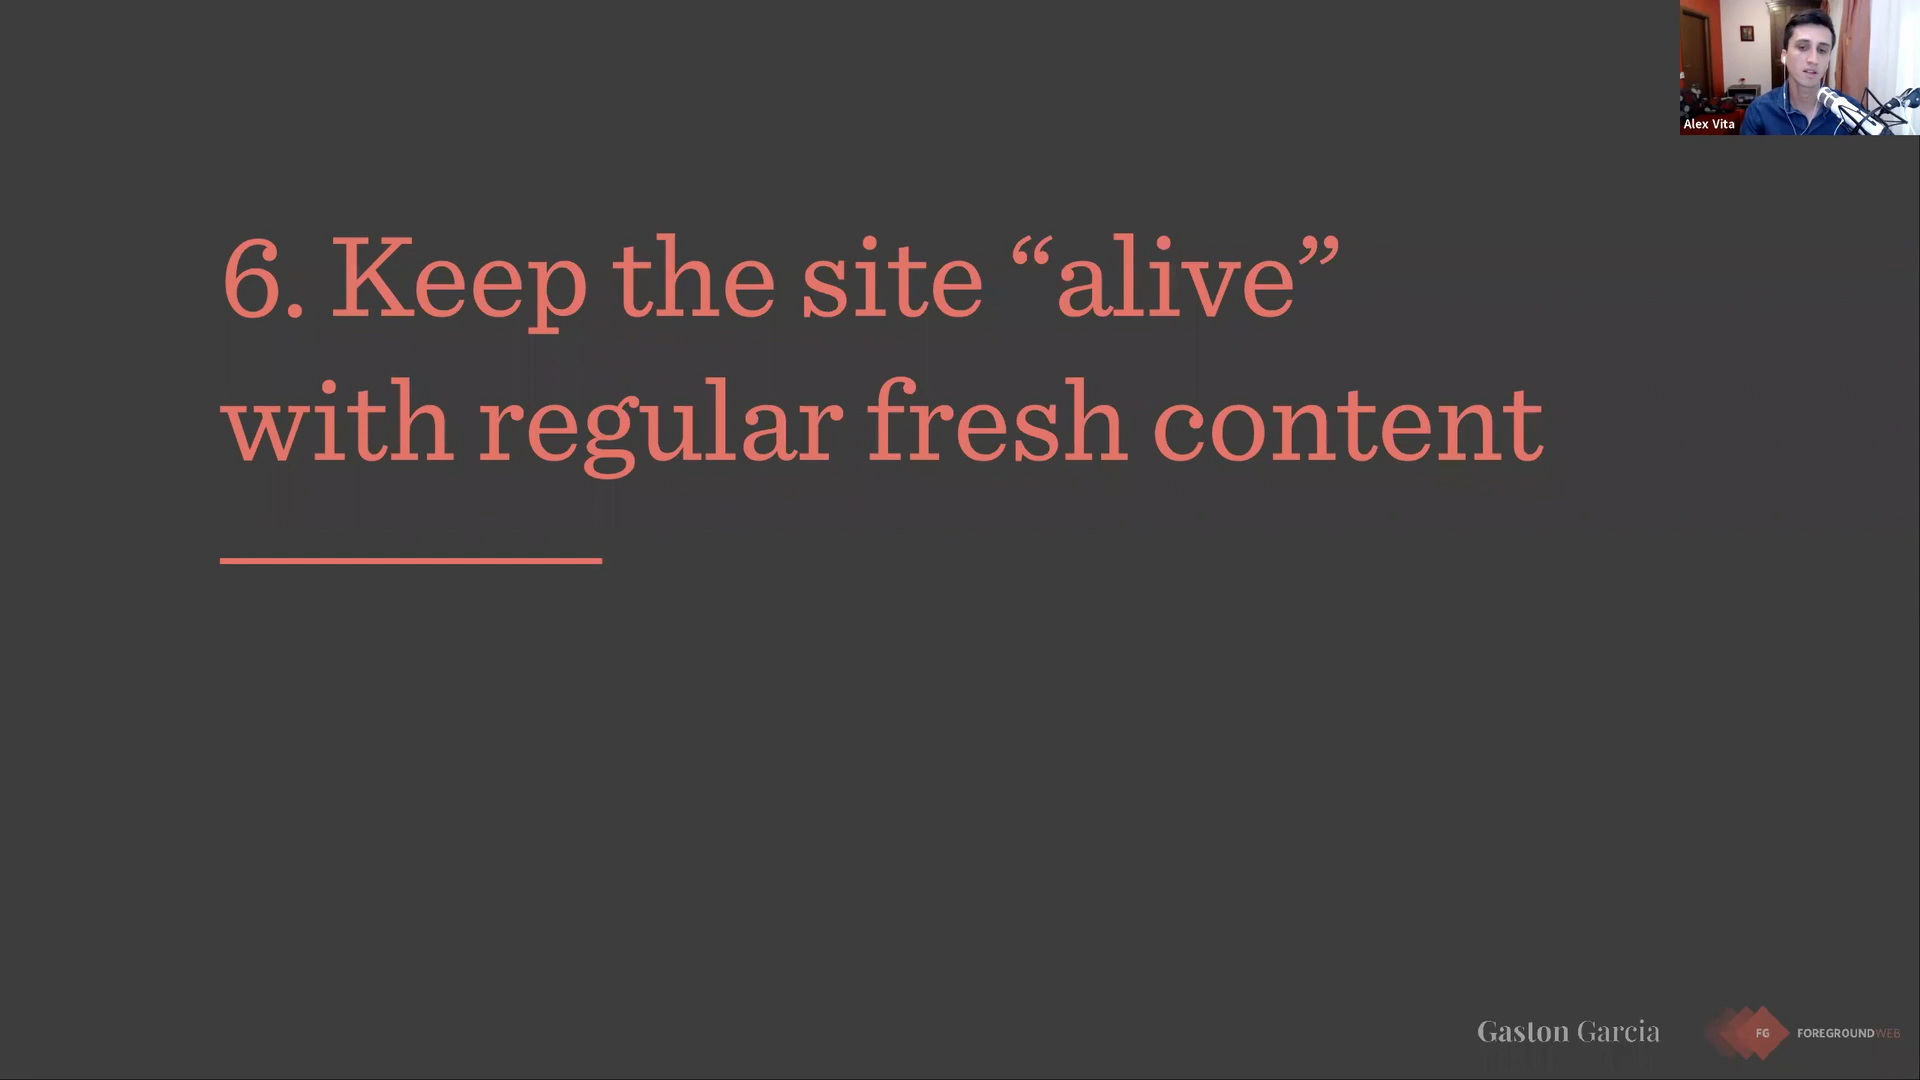 Alex Vita
6. Keep the site “alive”
with regular fresh content
Gaston Garcia
FG
FOREGROUNDWEB